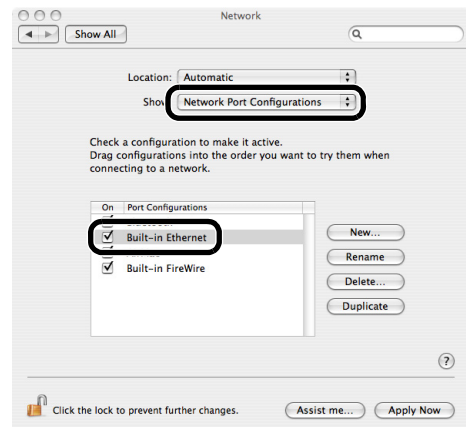 Network
Show All
Location: Automatic
Show Network Port Configurations
Check a configuration to make it active.
Drag configurations into the order you want to try them when
connecting to a network.
On Port Configurations
Built-in Ethernet
Built-in FireWire
New...
Rename
Delete...
Duplicate
?
Click the lock to prevent further changes.
Assist me...
Apply Now